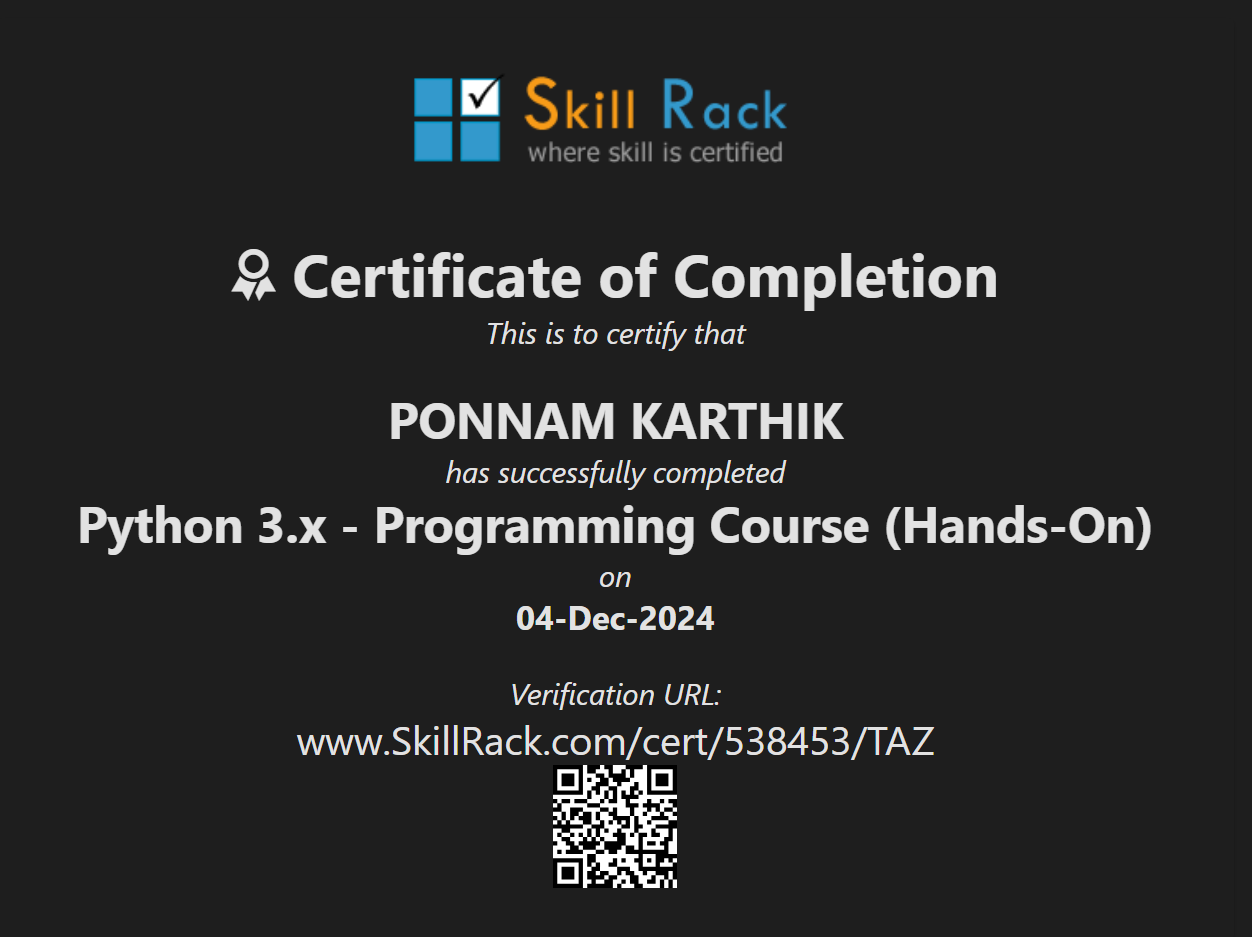 Skill Rack
where skill is certified
Certificate of Completion
This is to certify that
PONNAM KARTHIK
has successfully completed
Python 3.x - Programming Course (Hands-On)
on
04-Dec-2024
Verification URL:
www.SkillRack.com/cert/538453/TAZ